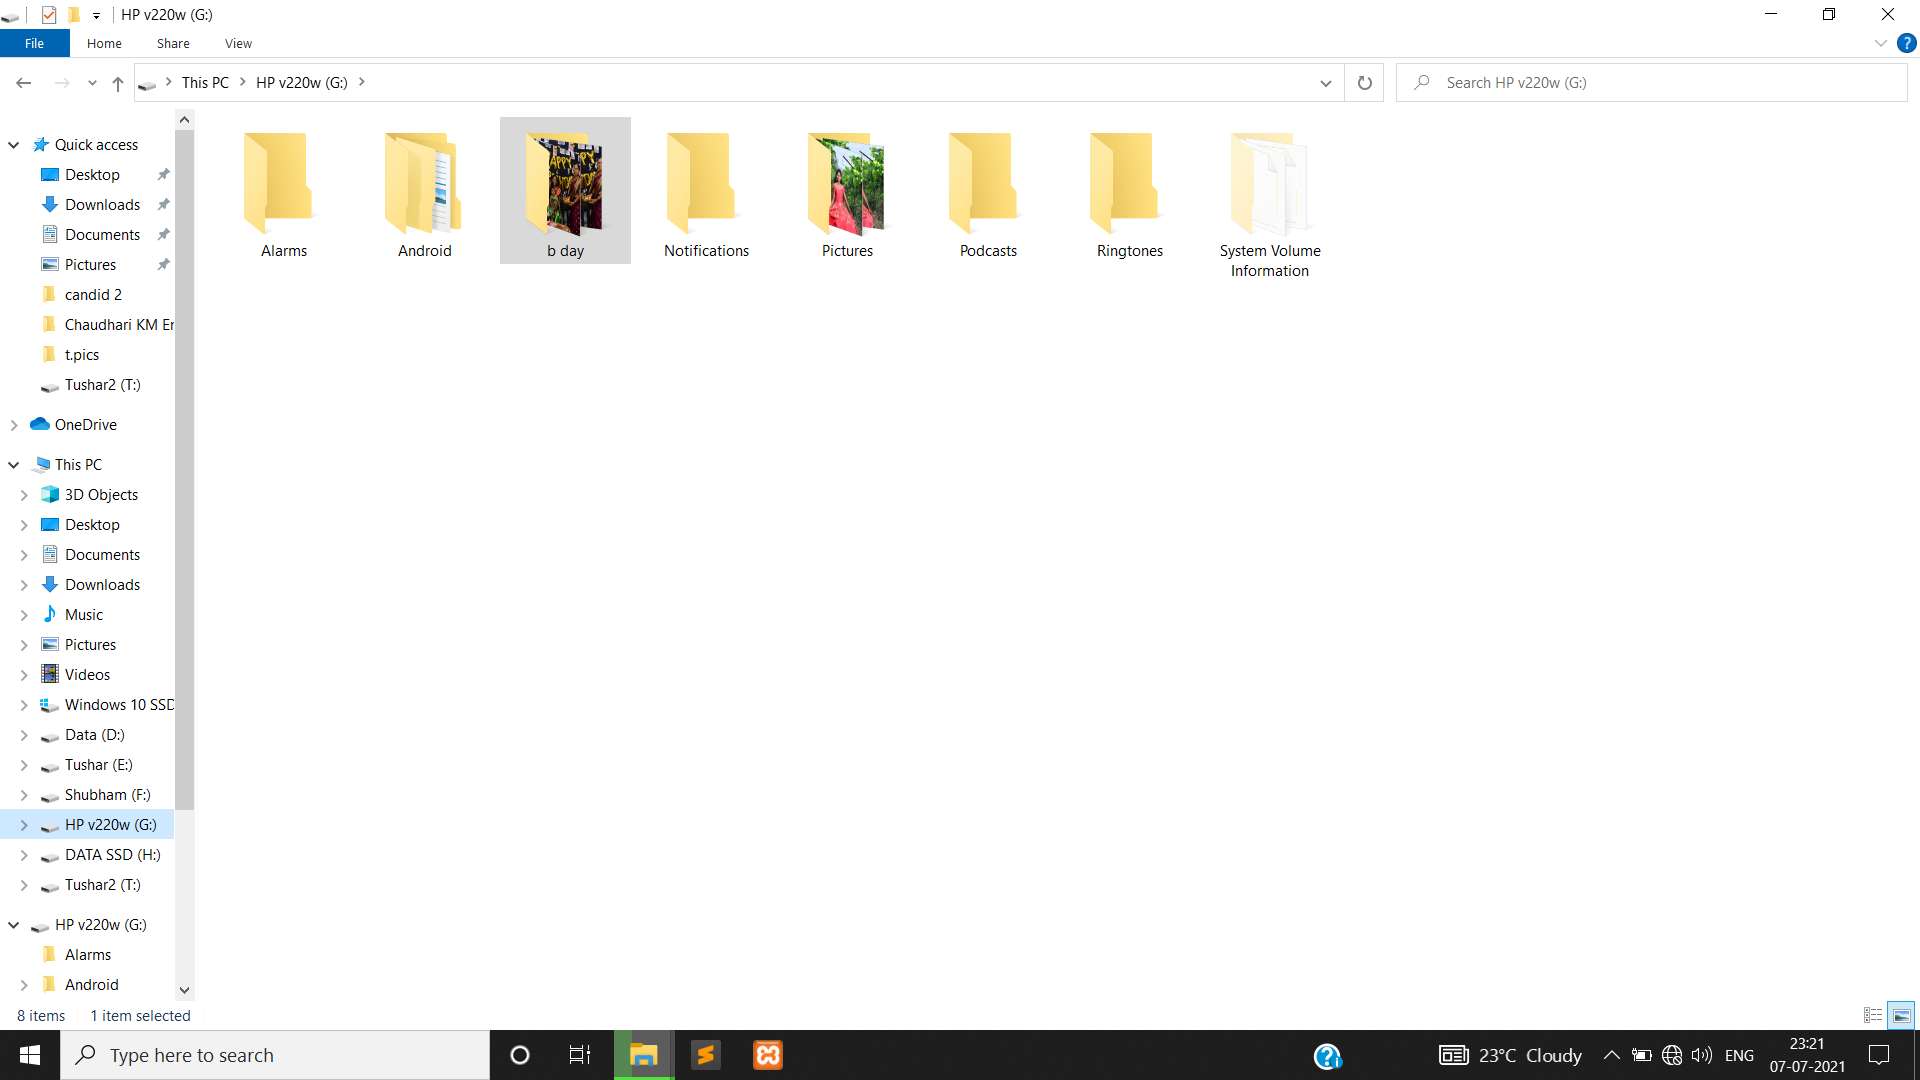 HP v220w (G:)
File Home Share View
This PC HP v220w (G:)
Search HP v220w (G:)
Quick access
Desktop
Downloads
Documents
Pictures
candid 2
Chaudhari KM Er
t.pics
Tushar2 (T:)
OneDrive
This PC
3D Objects
Desktop
Documents
Downloads
Music
Pictures
Videos
Windows 10 SSD
Data (D:)
Tushar (E:)
Shubham (F:)
HP v220w (G:)
DATA SSD (H:)
Tushar2 (T:)
HP v220w (G:)
Alarms
Android
Alarms
Android
b day
Notifications
Pictures
Podcasts
Ringtones
System Volume
Information
8 items 1 item selected
Type here to search
23°C Cloudy
ENG
23:21
07-07-2021